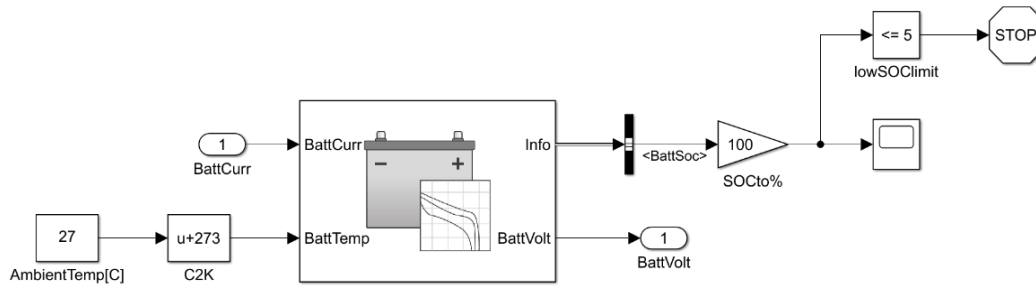 <= 5
STOP
lowSOClimit
1
BattCurr
BattCurr
Info
<BattSoc>
100
SOCto%
27
AmbientTemp[C]
u+273
C2K
BattTemp
BattVolt
1
BattVolt
− +